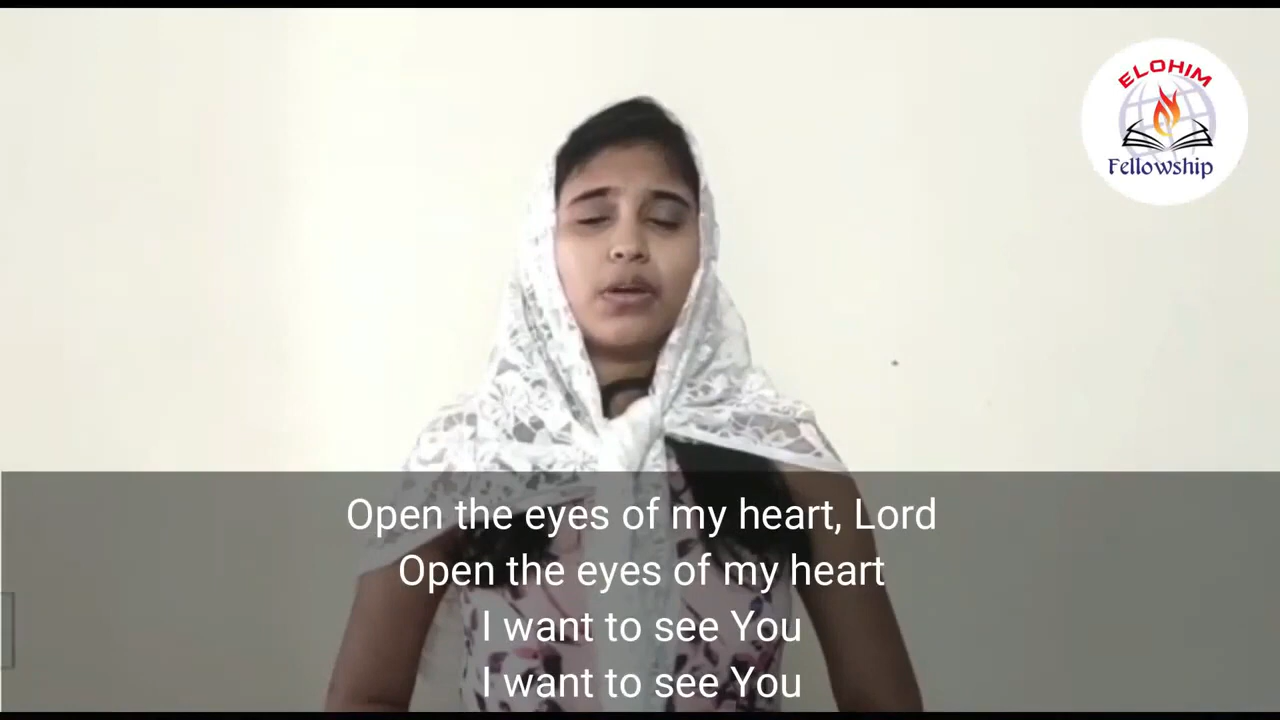 ELOHIM
Fellowship
Open the eyes of my heart, Lord
Open the eyes of my heart
I want to see You
I want to see You